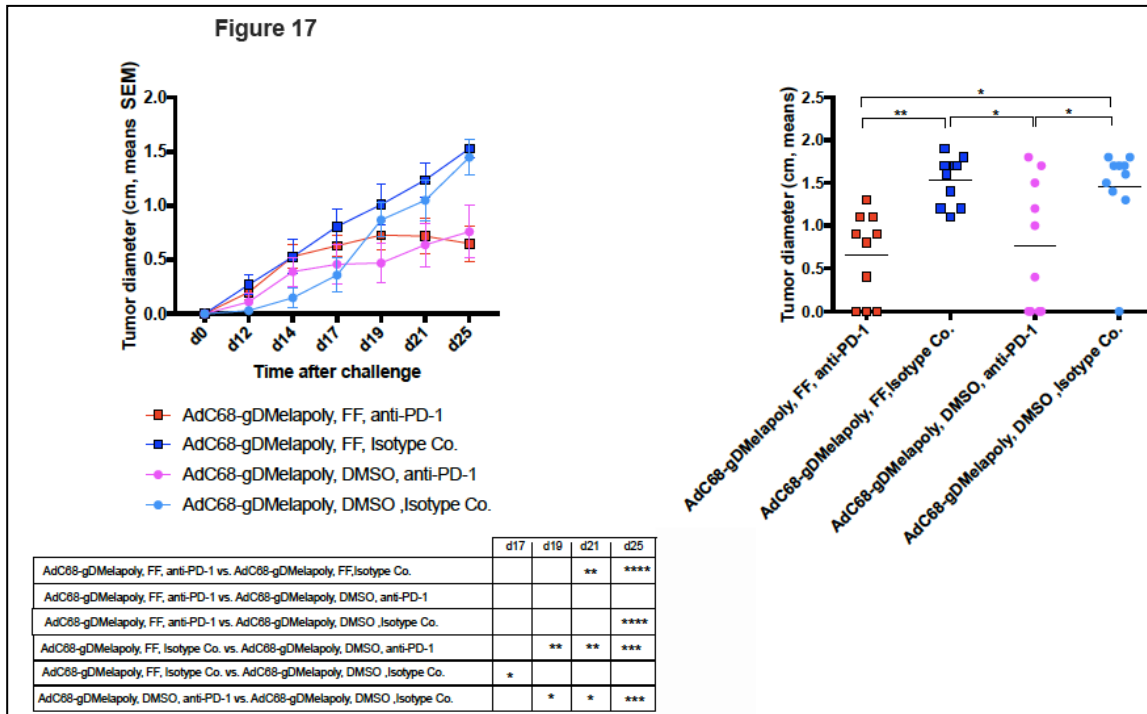 Figure 17
Tumor diameter (cm, means SEM)
2.0
1.5
1.0
0.5
0.0
d0
d12
d14
d17
d19
d21
d25
Time after challenge
AdC68-gDMelapoly, FF, anti-PD-1
AdC68-gDMelapoly, FF, Isotype Co.
AdC68-gDMelapoly, DMSO, anti-PD-1
AdC68-gDMelapoly, DMSO ,Isotype Co.
Tumor diameter (cm, means)
2.5
2.0
1.5
1.0
0.5
0.0
*
**
*
*
AdC68-gDMelapoly, FF, anti-PD-1
AdC68-gDMelapoly, FF,Isotype Co.
AdC68-gDMelapoly, DMSO, anti-PD-1
AdC68-gDMelapoly, DMSO ,Isotype Co.
d17 d19 d21 d25
AdC68-gDMelapoly, FF, anti-PD-1 vs. AdC68-gDMelapoly, FF,Isotype Co. ** ****
AdC68-gDMelapoly, FF, anti-PD-1 vs. AdC68-gDMelapoly, DMSO, anti-PD-1
AdC68-gDMelapoly, FF, anti-PD-1 vs. AdC68-gDMelapoly, DMSO ,Isotype Co. ****
AdC68-gDMelapoly, FF, Isotype Co. vs. AdC68-gDMelapoly, DMSO, anti-PD-1 ** ** ***
AdC68-gDMelapoly, FF, Isotype Co. vs. AdC68-gDMelapoly, DMSO ,Isotype Co. *
AdC68-gDMelapoly, DMSO, anti-PD-1 vs. AdC68-gDMelapoly, DMSO ,Isotype Co. * * ***